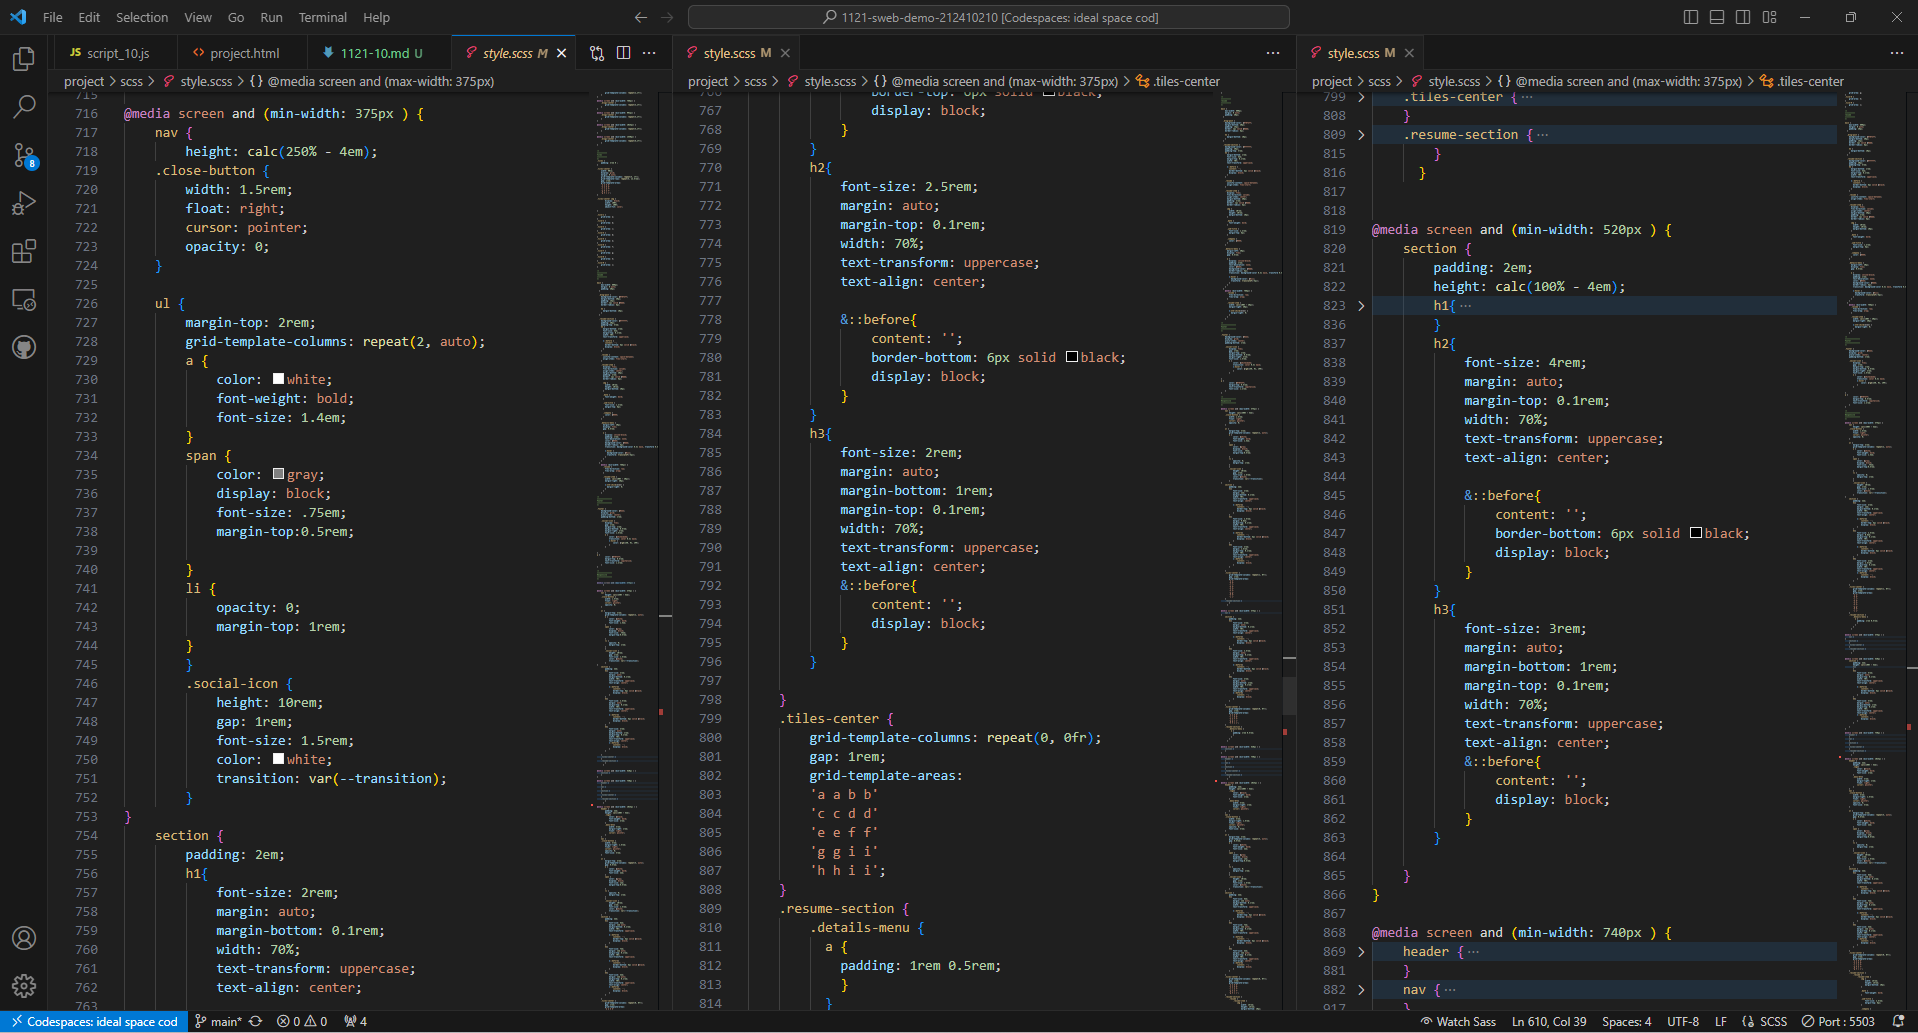 File Edit Selection View Go Run Terminal Help
1121-sweb-demo-212410210 [Codespaces: ideal space cod]
JS script_10.js
<> project.html
1121-10.md U
style.scss M
project > scss > style.scss > {} @media screen and (max-width: 375px)
715
716 @media screen and (min-width: 375px ) {
717 nav {
718 height: calc(250% - 4em);
719 .close-button {
720 width: 1.5rem;
721 float: right;
722 cursor: pointer;
723 opacity: 0;
724 }
725
726 ul {
727 margin-top: 2rem;
728 grid-template-columns: repeat(2, auto);
729 a {
730 color: white;
731 font-weight: bold;
732 font-size: 1.4em;
733 }
734 span {
735 color: gray;
736 display: block;
737 font-size: .75em;
738 margin-top:0.5rem;
739
740 }
741 li {
742 opacity: 0;
743 margin-top: 1rem;
744 }
745 }
746 .social-icon {
747 height: 10rem;
748 gap: 1rem;
749 font-size: 1.5rem;
750 color: white;
751 transition: var(--transition);
752 }
753 }
754 section {
755 padding: 2em;
756 h1{
757 font-size: 2rem;
758 margin: auto;
759 margin-bottom: 0.1rem;
760 width: 70%;
761 text-transform: uppercase;
762 text-align: center;
763
style.scss M
project > scss > style.scss > {} @media screen and (max-width: 375px) > .tiles-center
766 border-top: 6px solid black;
767 display: block;
768 }
769 }
770 h2{
771 font-size: 2.5rem;
772 margin: auto;
773 margin-top: 0.1rem;
774 width: 70%;
775 text-transform: uppercase;
776 text-align: center;
777
778 &::before{
779 content: '';
780 border-bottom: 6px solid black;
781 display: block;
782 }
783 }
784 h3{
785 font-size: 2rem;
786 margin: auto;
787 margin-bottom: 1rem;
788 margin-top: 0.1rem;
789 width: 70%;
790 text-transform: uppercase;
791 text-align: center;
792 &::before{
793 content: '';
794 display: block;
795 }
796 }
797
798 }
799 .tiles-center {
800 grid-template-columns: repeat(0, 0fr);
801 gap: 1rem;
802 grid-template-areas:
803 'a a b b'
804 'c c d d'
805 'e e f f'
806 'g g i i'
807 'h h i i';
808 }
809 .resume-section {
810 .details-menu {
811 a {
812 padding: 1rem 0.5rem;
813 }
814 }
style.scss M
project > scss > style.scss > {} @media screen and (max-width: 375px) > .tiles-center
799 > .tiles-center { ...
808 }
809 > .resume-section { ...
815 }
816 }
817
818
819 @media screen and (min-width: 520px ) {
820 section {
821 padding: 2em;
822 height: calc(100% - 4em);
823 > h1{ ...
836 }
837 h2{
838 font-size: 4rem;
839 margin: auto;
840 margin-top: 0.1rem;
841 width: 70%;
842 text-transform: uppercase;
843 text-align: center;
844
845 &::before{
846 content: '';
847 border-bottom: 6px solid black;
848 display: block;
849 }
850 }
851 h3{
852 font-size: 3rem;
853 margin: auto;
854 margin-bottom: 1rem;
855 margin-top: 0.1rem;
856 width: 70%;
857 text-transform: uppercase;
858 text-align: center;
859 &::before{
860 content: '';
861 display: block;
862 }
863 }
864
865 }
866 }
867
868 @media screen and (min-width: 740px ) {
869 > header { ...
881 }
882 > nav { ...
917 }
8
Codespaces: ideal space cod main* 0 0 4
Watch Sass Ln 610, Col 39 Spaces: 4 UTF-8 LF {} SCSS Port : 5503